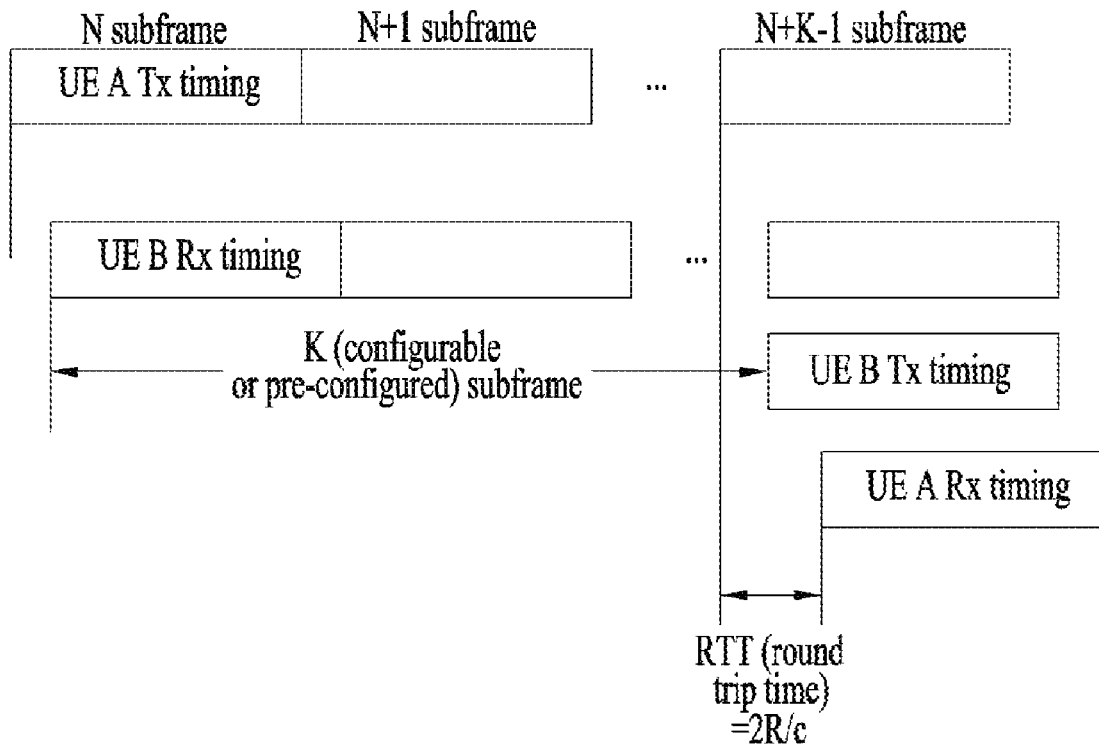 N subframe
N+1 subframe
N+K-1 subframe
UE A Tx timing
...
UE B Rx timing
...
K (configurable
or pre-configured) subframe
UE B Tx timing
UE A Rx timing
RTT (round
trip time)
=2R/c